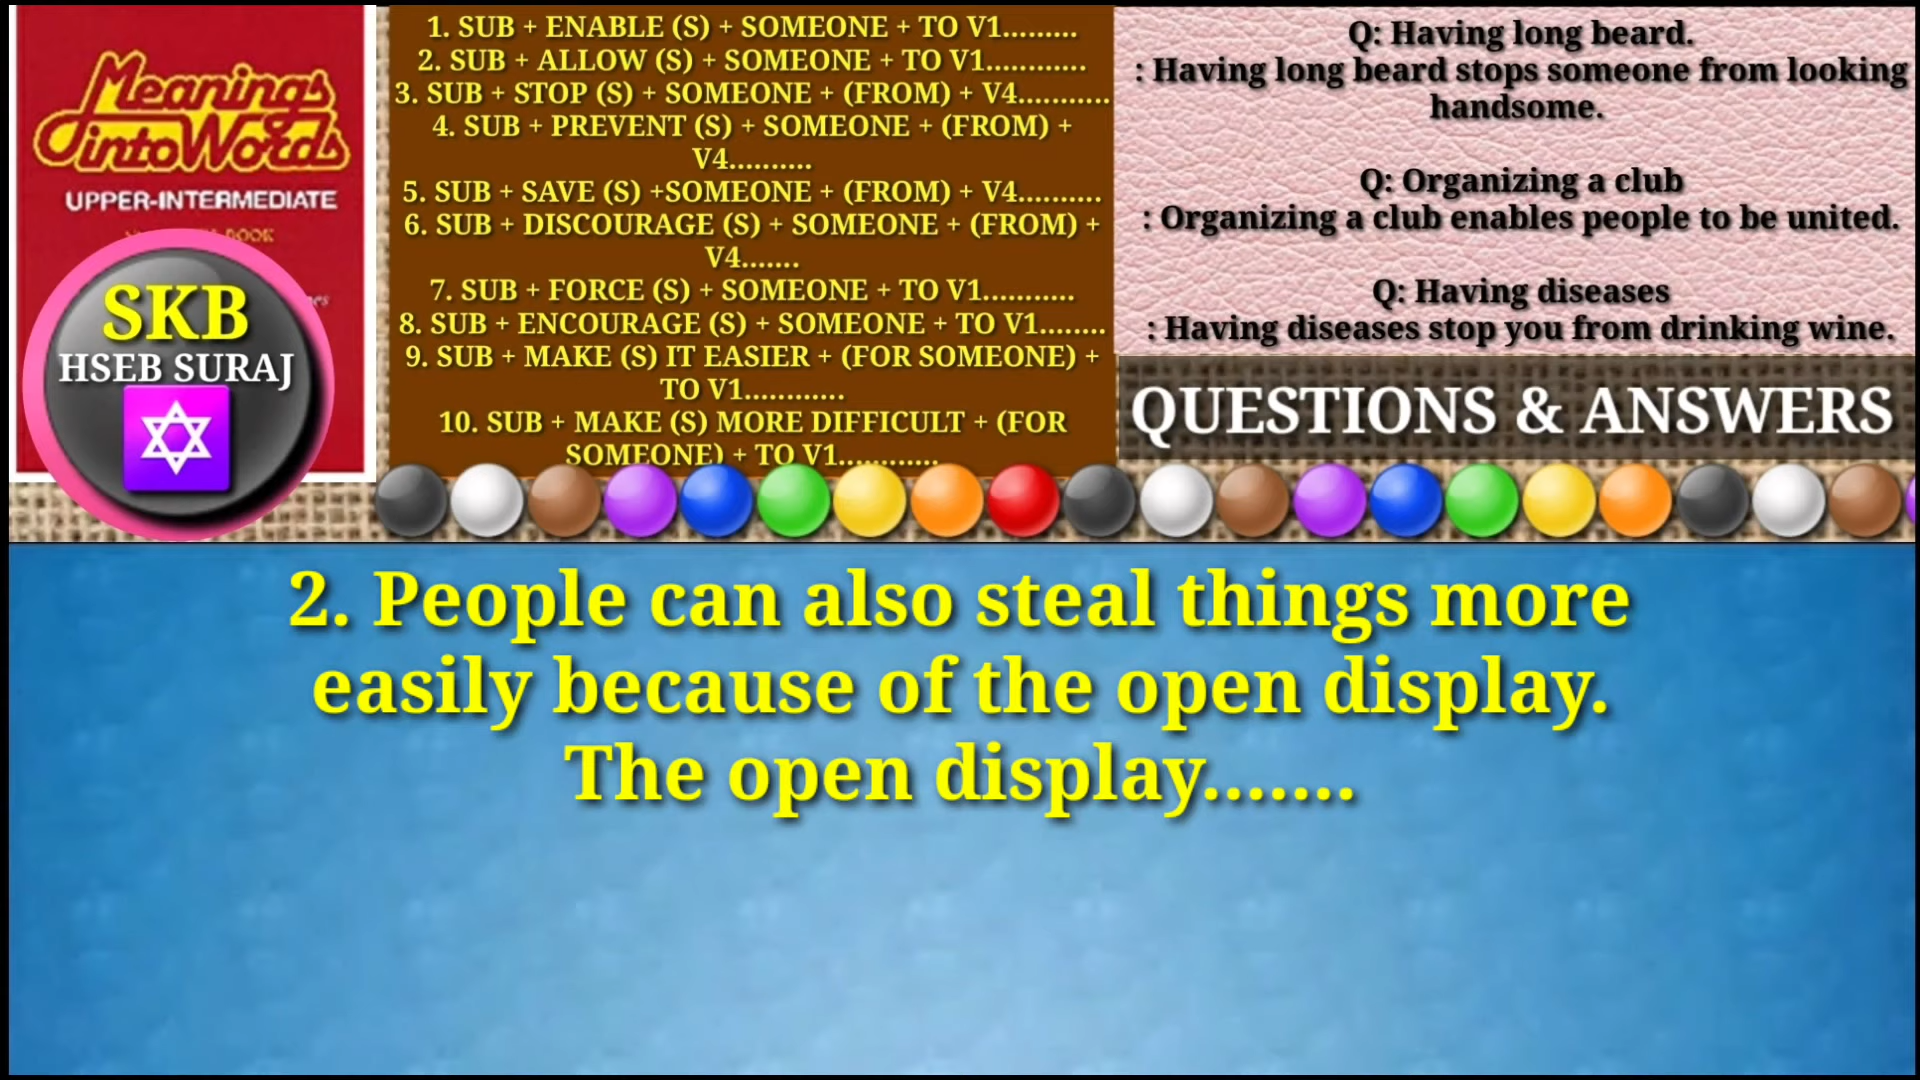 Meanings
into Words
UPPER-INTERMEDIATE
BOOK
SKB
HSEB SURAJ
1. SUB + ENABLE (S) + SOMEONE + TO V1.........
2. SUB + ALLOW (S) + SOMEONE + TO V1............
3. SUB + STOP (S) + SOMEONE + (FROM) + V4...........
4. SUB + PREVENT (S) + SOMEONE + (FROM) +
V4..........
5. SUB + SAVE (S) +SOMEONE + (FROM) + V4..........
6. SUB + DISCOURAGE (S) + SOMEONE + (FROM) +
V4.......
7. SUB + FORCE (S) + SOMEONE + TO V1...........
8. SUB + ENCOURAGE (S) + SOMEONE + TO V1........
9. SUB + MAKE (S) IT EASIER + (FOR SOMEONE) +
TO V1............
10. SUB + MAKE (S) MORE DIFFICULT + (FOR
SOMEONE) + TO V1............
Q: Having long beard.
: Having long beard stops someone from looking
handsome.
Q: Organizing a club
: Organizing a club enables people to be united.
Q: Having diseases
: Having diseases stop you from drinking wine.
QUESTIONS & ANSWERS
2. People can also steal things more
easily because of the open display.
The open display.......